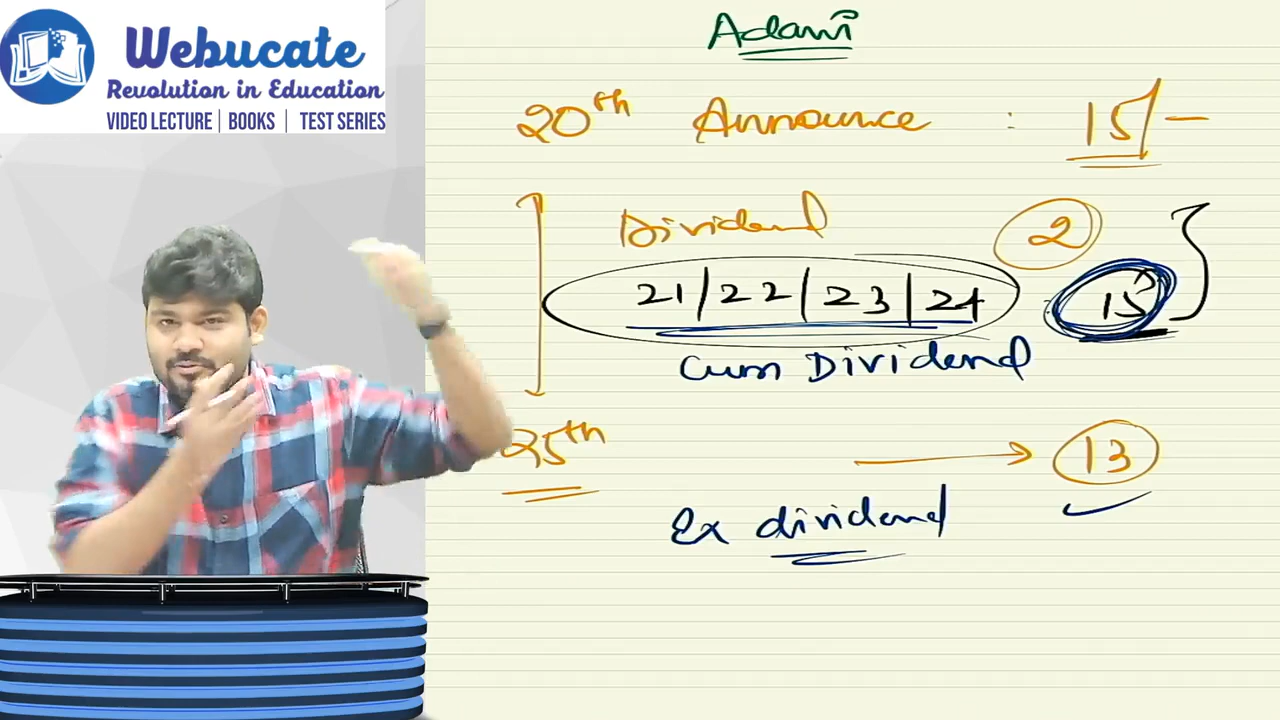 Webucate
Revolution in Education
VIDEO LECTURE | BOOKS | TEST SERIES
Adani
20th Announce : 15/-
Dividend 2
21/22/23/24 15
Cum Dividend
25th → 13
Ex dividend